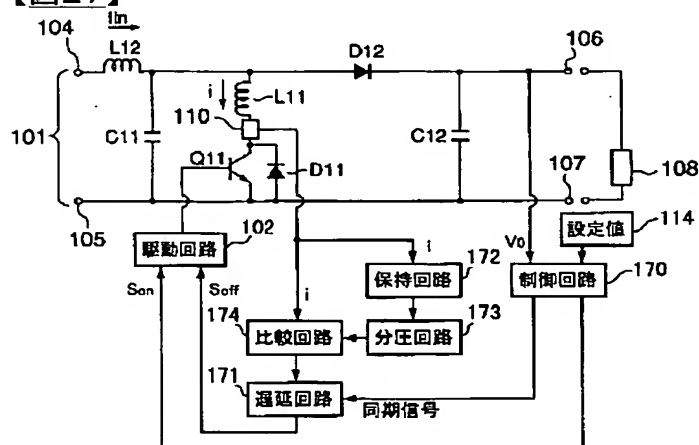 【図27】
Iin
104
L12
D12
106
i
L11
110
101
C11
C12
Q11
D11
107
108
105
102
駆動回路
設定値
114
i
172
V0
Son
Soff
保持回路
制御回路
170
i
174
173
比較回路
分圧回路
171
遅延回路
同期信号